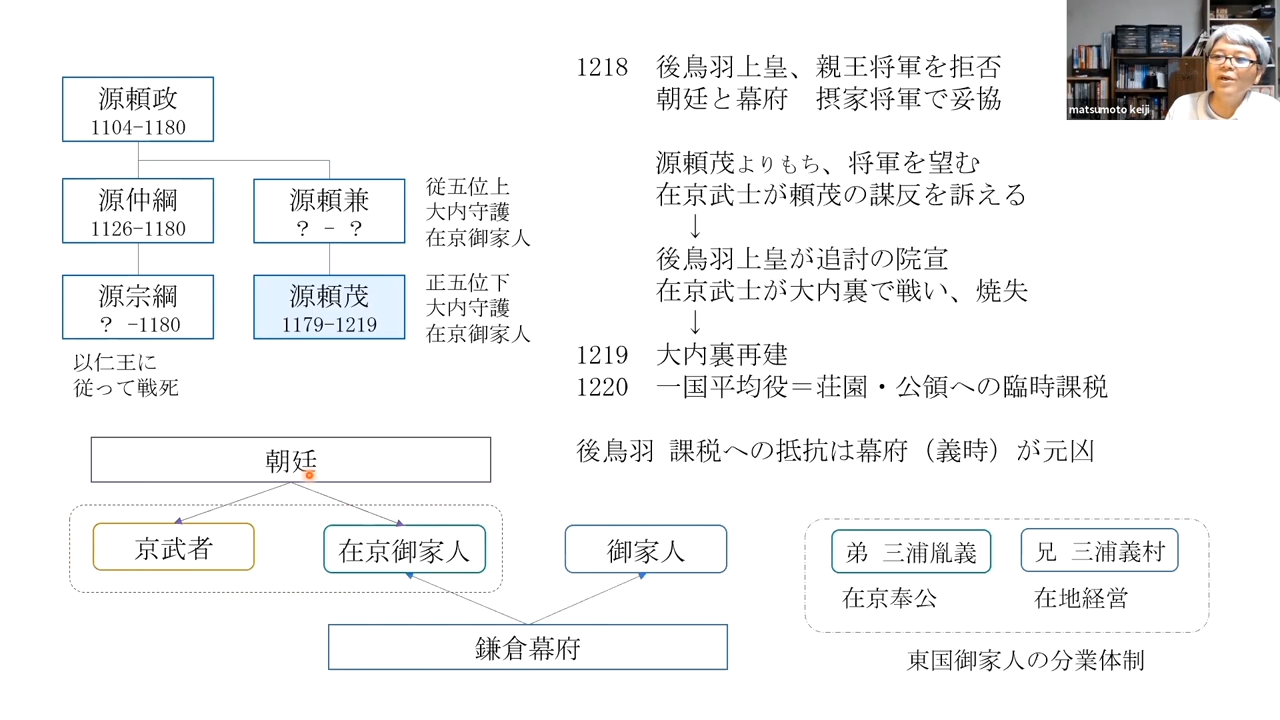 源頼政
1104-1180
源仲綱
1126-1180
源頼兼
? - ?
従五位上
大内守護
在京御家人
源宗綱
? -1180
源頼茂
1179-1219
正五位下
大内守護
在京御家人
以仁王に
従って戦死
1218 後鳥羽上皇、親王将軍を拒否
朝廷と幕府 摂家将軍で妥協
源頼茂よりもち、将軍を望む
在京武士が頼茂の謀反を訴える
↓
後鳥羽上皇が追討の院宣
在京武士が大内裏で戦い、焼失
↓
1219 大内裏再建
1220 一国平均役＝荘園・公領への臨時課税
後鳥羽 課税への抵抗は幕府（義時）が元凶
朝廷
京武者
在京御家人
御家人
鎌倉幕府
弟 三浦胤義
兄 三浦義村
在京奉公
在地経営
東国御家人の分業体制
matsumoto keiji